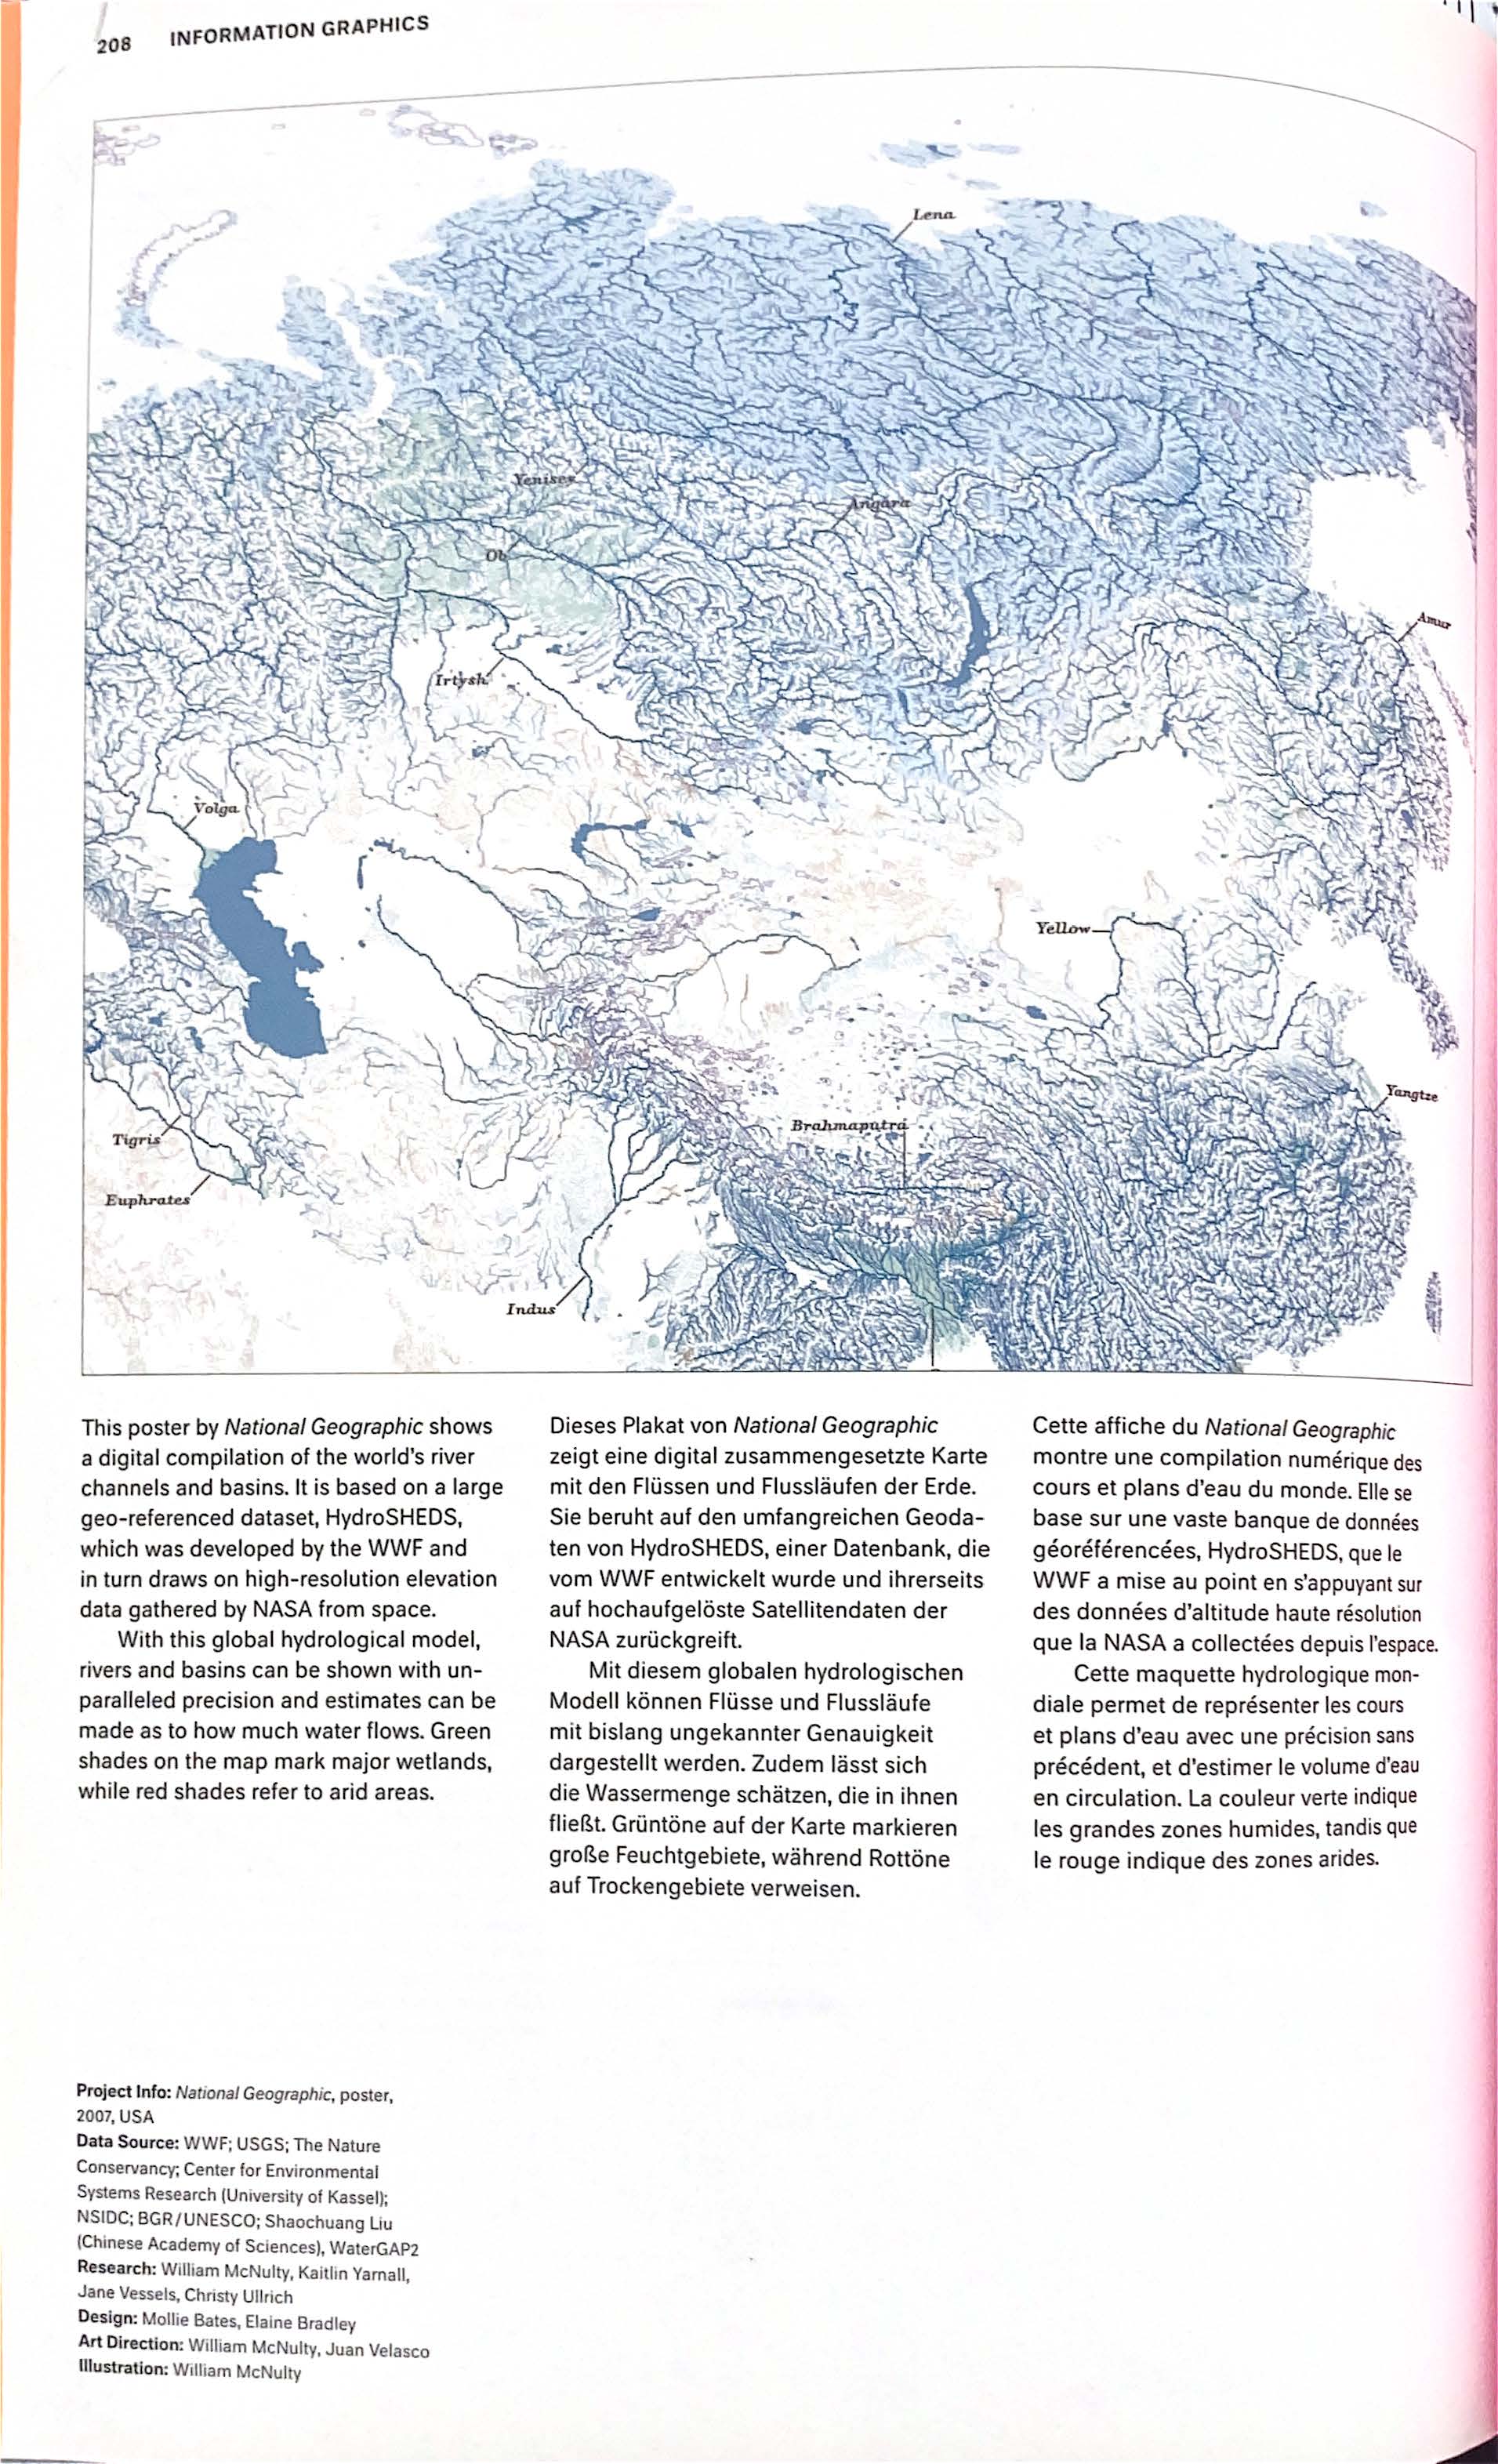 208 INFORMATION GRAPHICS
Lena
Yenisey
Angara
Ob
Amur
Irtysh
Volga
Yellow
Yangtze
Brahmaputra
Tigris
Euphrates
Indus
This poster by National Geographic shows
a digital compilation of the world's river
channels and basins. It is based on a large
geo-referenced dataset, HydroSHEDS,
which was developed by the WWF and
in turn draws on high-resolution elevation
data gathered by NASA from space.
With this global hydrological model,
rivers and basins can be shown with un-
paralleled precision and estimates can be
made as to how much water flows. Green
shades on the map mark major wetlands,
while red shades refer to arid areas.
Dieses Plakat von National Geographic
zeigt eine digital zusammengesetzte Karte
mit den Flüssen und Flussläufen der Erde.
Sie beruht auf den umfangreichen Geoda-
ten von HydroSHEDS, einer Datenbank, die
vom WWF entwickelt wurde und ihrerseits
auf hochaufgelöste Satellitendaten der
NASA zurückgreift.
Mit diesem globalen hydrologischen
Modell können Flüsse und Flussläufe
mit bislang ungekannter Genauigkeit
dargestellt werden. Zudem lässt sich
die Wassermenge schätzen, die in ihnen
fließt. Grüntöne auf der Karte markieren
große Feuchtgebiete, während Rottöne
auf Trockengebiete verweisen.
Cette affiche du National Geographic
montre une compilation numérique des
cours et plans d'eau du monde. Elle se
base sur une vaste banque de données
géoréférencées, HydroSHEDS, que le
WWF a mise au point en s'appuyant sur
des données d'altitude haute résolution
que la NASA a collectées depuis l'espace.
Cette maquette hydrologique mon-
diale permet de représenter les cours
et plans d'eau avec une précision sans
précédent, et d'estimer le volume d'eau
en circulation. La couleur verte indique
les grandes zones humides, tandis que
le rouge indique des zones arides.
Project Info: National Geographic, poster,
2007, USA
Data Source: WWF; USGS; The Nature
Conservancy; Center for Environmental
Systems Research (University of Kassel);
NSIDC; BGR/UNESCO; Shaochuang Liu
(Chinese Academy of Sciences), WaterGAP2
Research: William McNulty, Kaitlin Yarnall,
Jane Vessels, Christy Ullrich
Design: Mollie Bates, Elaine Bradley
Art Direction: William McNulty, Juan Velasco
Illustration: William McNulty